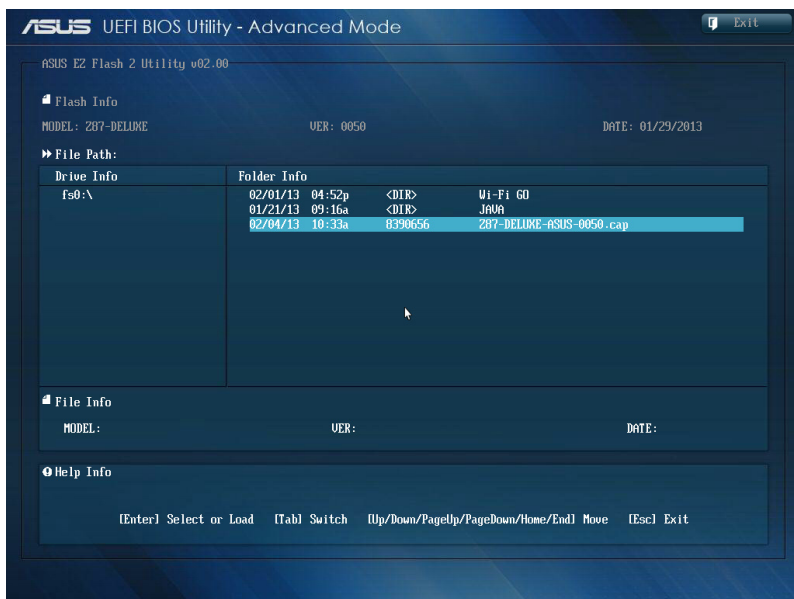 ASUS UEFI BIOS Utility - Advanced Mode
Exit
ASUS EZ Flash 2 Utility v02.00
Flash Info
MODEL: Z87-DELUXE VER: 0050 DATE: 01/29/2013
File Path:
Drive Info Folder Info
fs0:\ 02/01/13 04:52p <DIR> Wi-Fi GO
01/21/13 09:16a <DIR> JAVA
02/04/13 10:33a 8390656 Z87-DELUXE-ASUS-0050.cap
File Info
MODEL: VER: DATE:
Help Info
[Enter] Select or Load [Tab] Switch [Up/Down/PageUp/PageDown/Home/End] Move [Esc] Exit